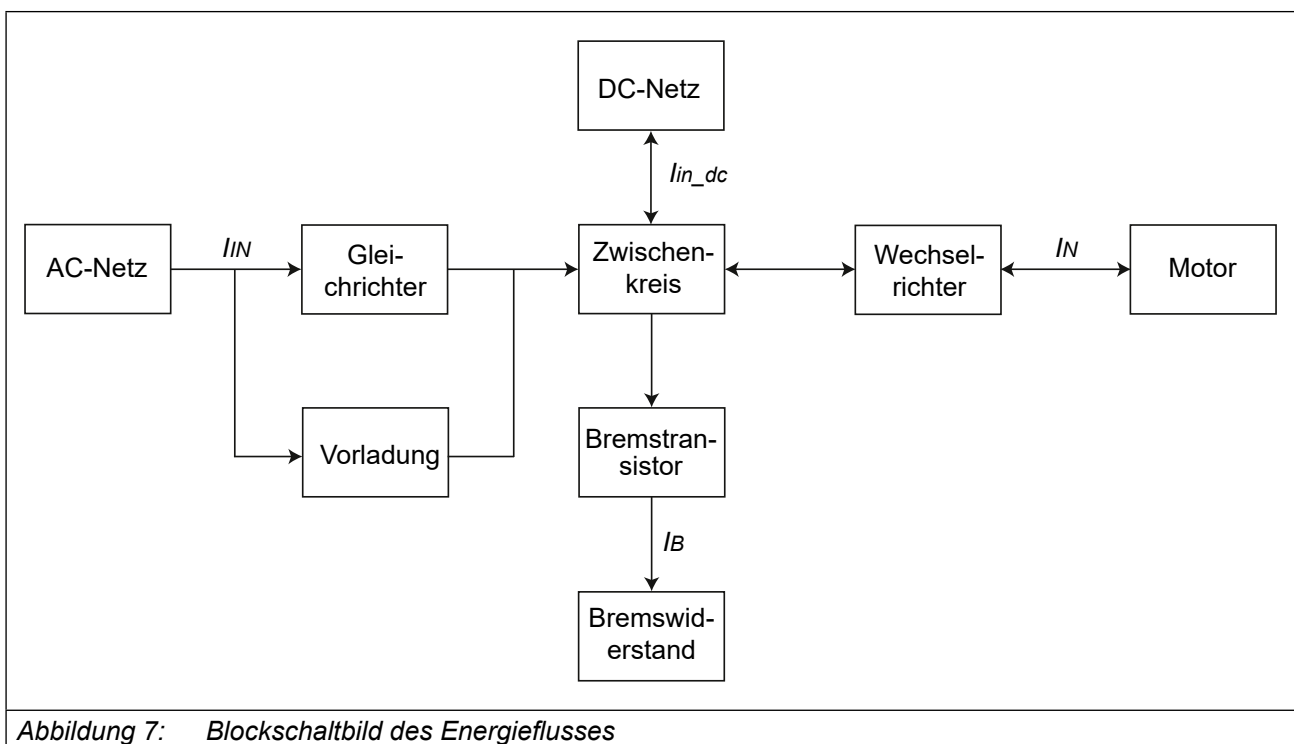 DC-Netz
Iin_dc
AC-Netz
IIN
Glei-
chrichter
Zwischen-
kreis
Wechsel-
richter
IN
Motor
Vorladung
Bremstran-
sistor
IB
Bremswid-
erstand
Abbildung 7: Blockschaltbild des Energieflusses